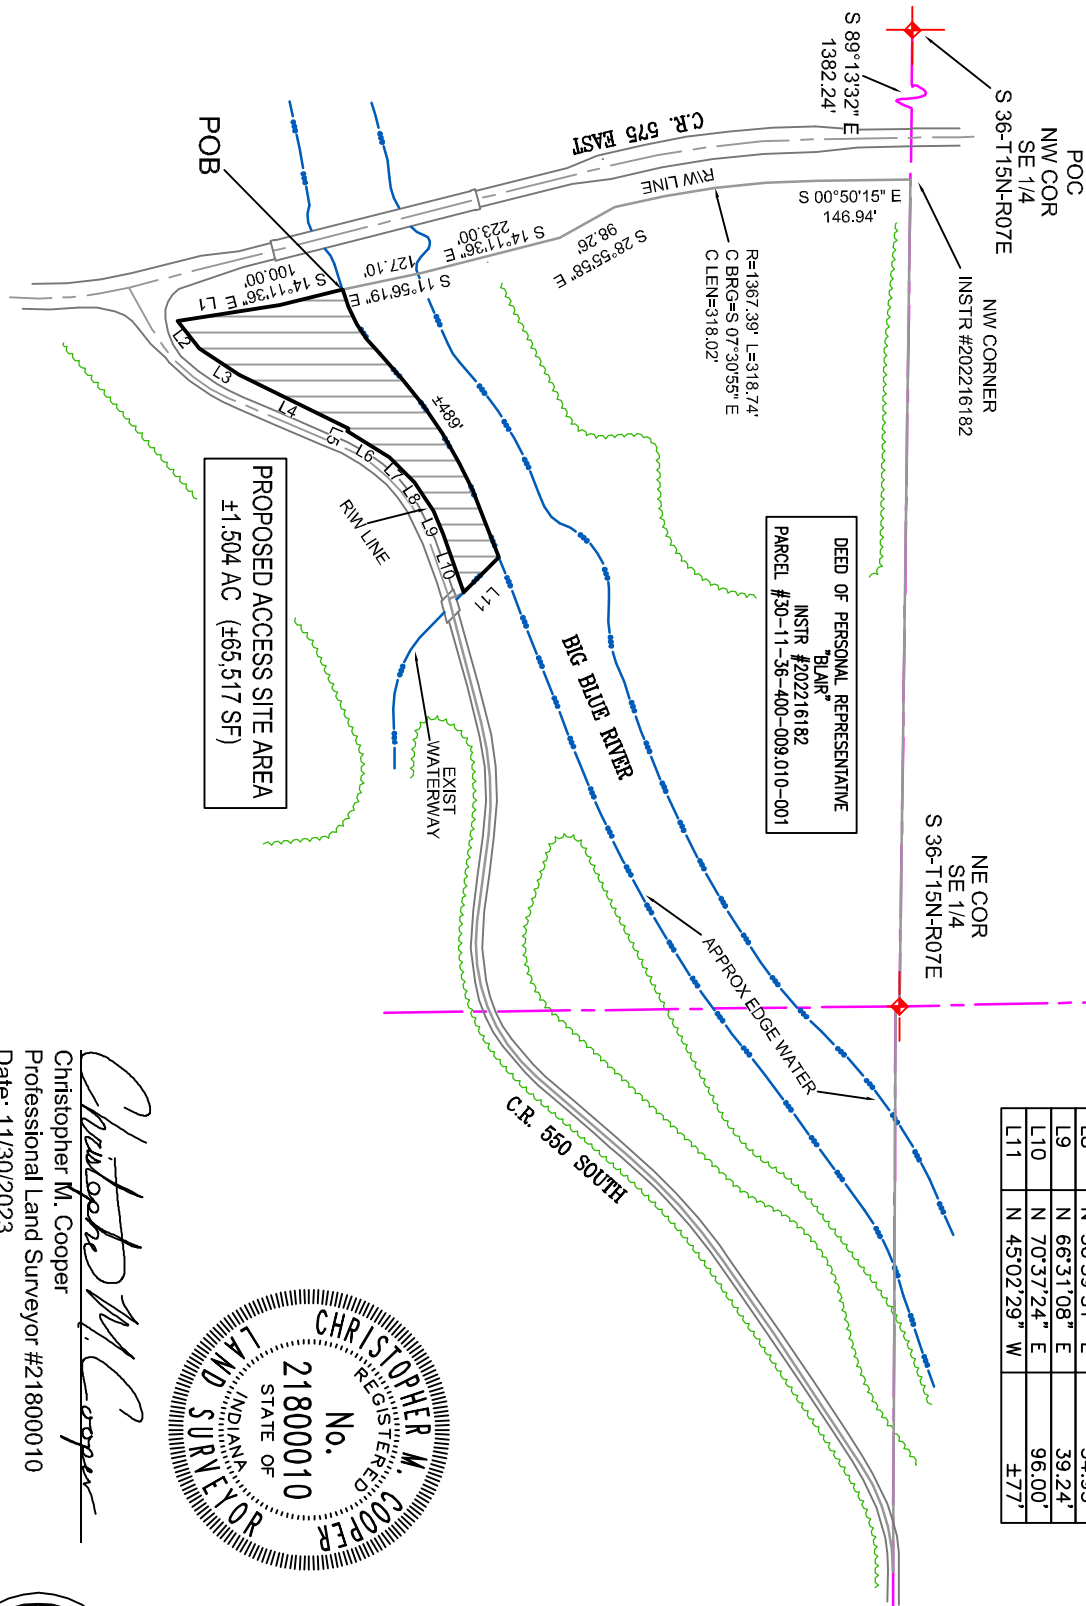 POC
NW COR
SE 1/4
S 36-T15N-R07E
S 89°13'32" E
1382.24'
NW CORNER
INSTR #202216182
C.R. 575 EAST
R/W LINE
S 00°50'15" E
146.94'
R=1367.39' L=318.74'
C BRG=S 07°30'55" E
C LEN=318.02'
S 28°55'58" E
98.26'
S 14°11'36" E
223.00'
S 11°56'19" E
127.10'
S 14°11'36" E
100.00'
POB
L1
L2
L3
L4
L5
L6
L7
L8
L9
L10
L11
±489'
R/W LINE
PROPOSED ACCESS SITE AREA
±1.504 AC (±65,517 SF)
DEED OF PERSONAL REPRESENTATIVE
"BLAIR"
INSTR #202216182
PARCEL #30-11-36-400-009.010-001
BIG BLUE RIVER
EXIST
WATERWAY
NE COR
SE 1/4
S 36-T15N-R07E
APPROX EDGE WATER
C.R. 550 SOUTH
L9 N 66°31'08" E 39.24'
L10 N 70°37'24" E 96.00'
L11 N 45°02'29" W ±77'
Christopher M. Cooper
Christopher M. Cooper
Professional Land Surveyor #21800010
Date: 11/30/2023
CHRISTOPHER M. COOPER
REGISTERED
No.
21800010
STATE OF
INDIANA
LAND SURVEYOR